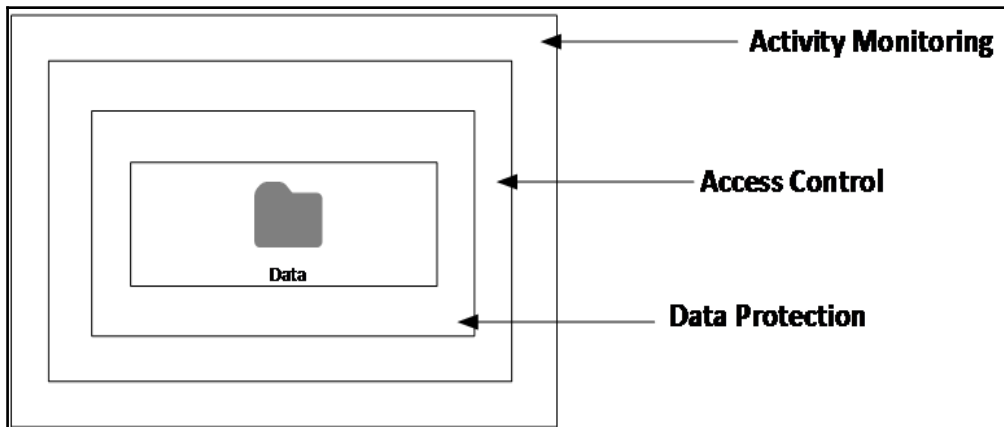 Activity Monitoring
Access Control
Data
Data Protection